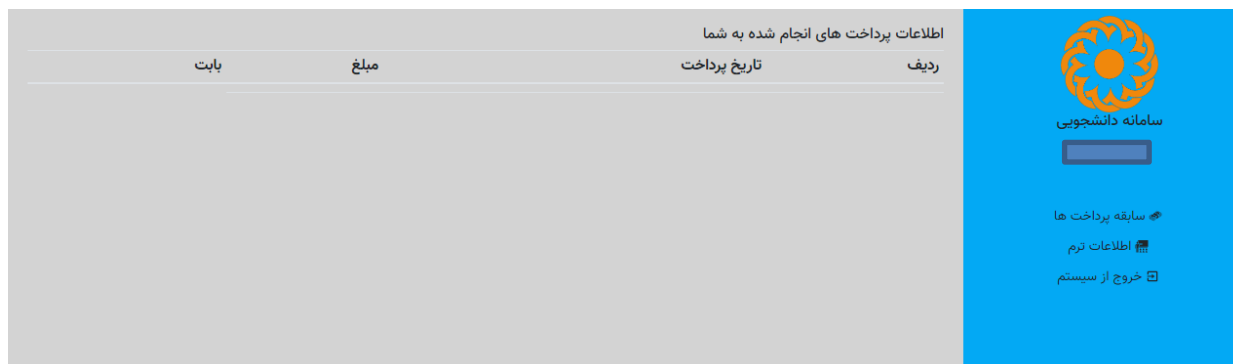 سامانه دانشجویی
سابقه پرداخت ها
اطلاعات ترم
خروج از سیستم
اطلاعات پرداخت های انجام شده به شما
ردیف تاریخ پرداخت مبلغ بابت